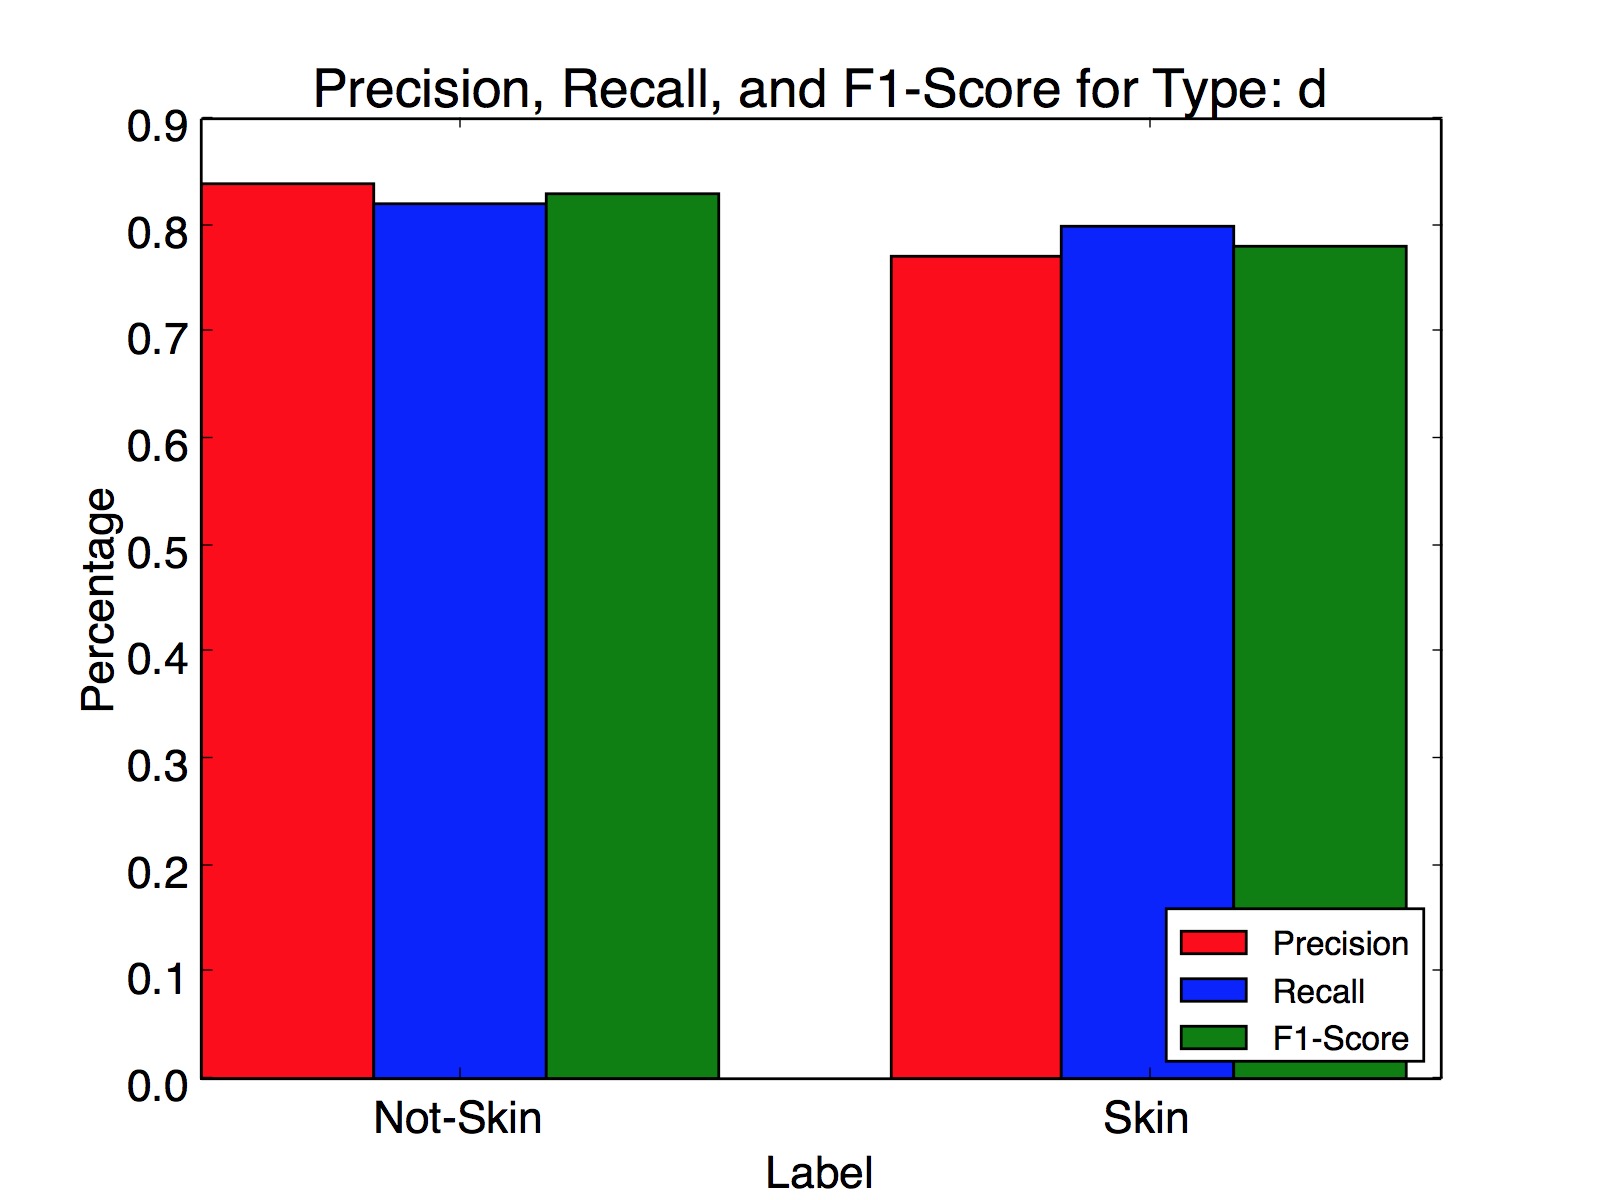 Precision, Recall, and F1-Score for Type: d
0.9
0.8
0.7
0.6
0.5
0.4
0.3
0.2
0.1
0.0
Percentage
Precision
Recall
F1-Score
Not-Skin
Skin
Label